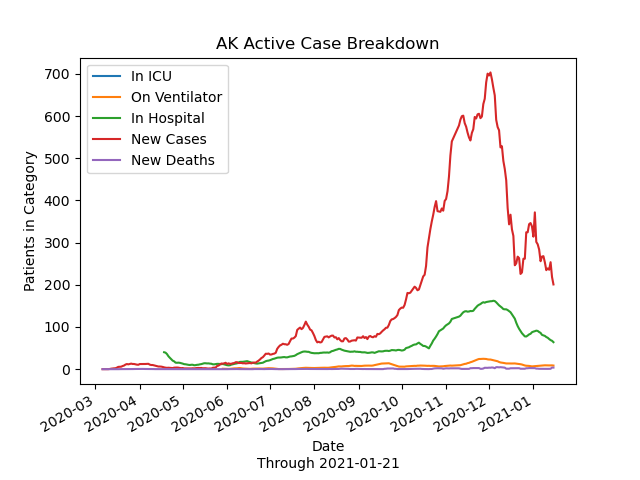 AK Active Case Breakdown
In ICU
On Ventilator
In Hospital
New Cases
New Deaths
Patients in Category
700
600
500
400
300
200
100
0
2020-03
2020-04
2020-05
2020-06
2020-07
2020-08
2020-09
2020-10
2020-11
2020-12
2021-01
Date
Through 2021-01-21